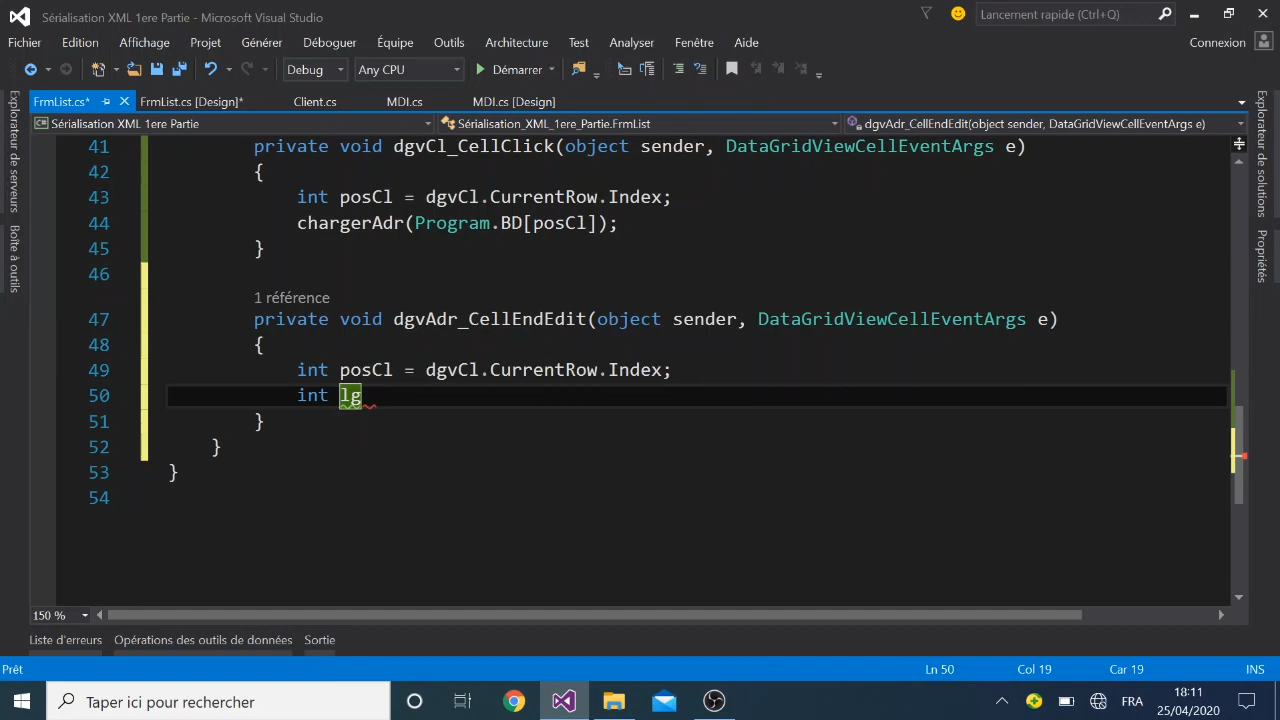 Sérialisation XML 1ere Partie - Microsoft Visual Studio
Lancement rapide (Ctrl+Q)
Fichier Edition Affichage Projet Générer Déboguer Équipe Outils Architecture Test Analyser Fenêtre Aide Connexion
Debug Any CPU Démarrer
FrmList.cs* FrmList.cs [Design]* Client.cs MDI.cs MDI.cs [Design]
Sérialisation XML 1ere Partie Sérialisation_XML_1ere_Partie.FrmList dgvAdr_CellEndEdit(object sender, DataGridViewCellEventArgs e)
Explorateur de serveurs
Boîte à outils
Explorateur de solutions
Propriétés
41 private void dgvCl_CellClick(object sender, DataGridViewCellEventArgs e)
42 {
43 int posCl = dgvCl.CurrentRow.Index;
44 chargerAdr(Program.BD[posCl]);
45 }
46
1 référence
47 private void dgvAdr_CellEndEdit(object sender, DataGridViewCellEventArgs e)
48 {
49 int posCl = dgvCl.CurrentRow.Index;
50 int lg
51 }
52 }
53 }
54
150 %
Liste d'erreurs Opérations des outils de données Sortie
Prêt Ln 50 Col 19 Car 19 INS
Taper ici pour rechercher FRA 18:11
25/04/2020